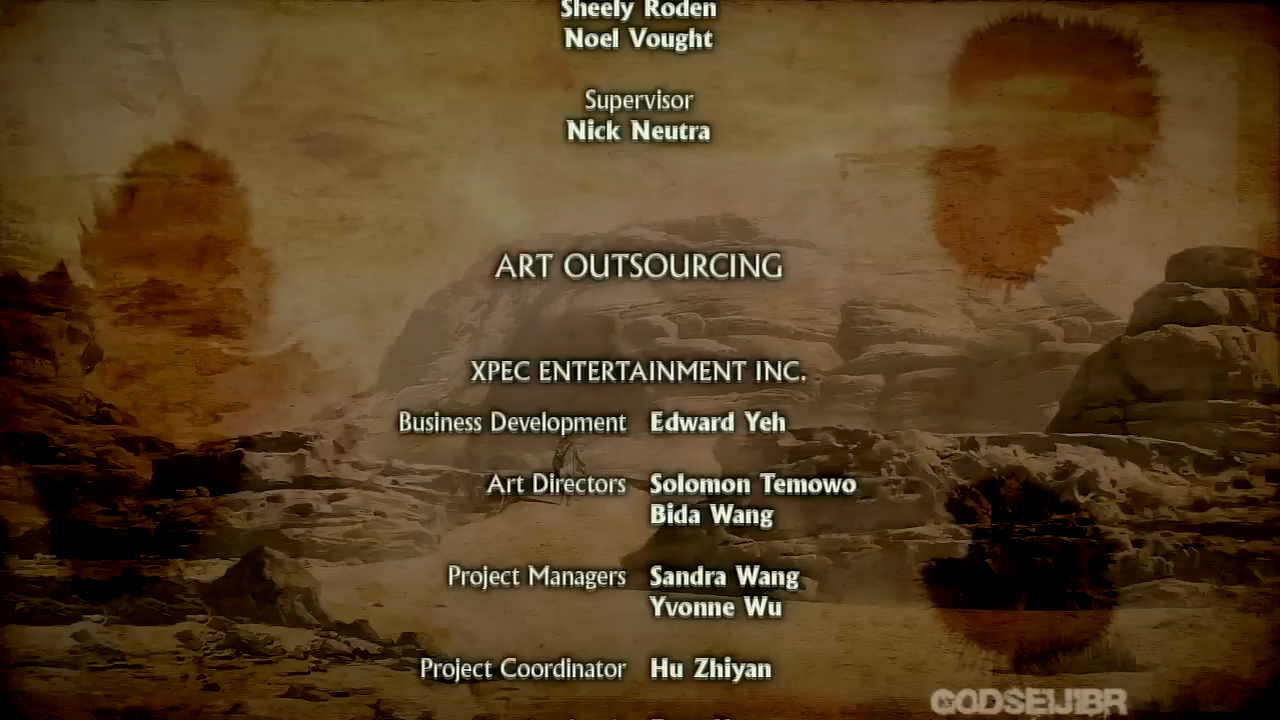 Sheely Roden
Noel Vought
Supervisor
Nick Neutra
ART OUTSOURCING
XPEC ENTERTAINMENT INC.
Business Development Edward Yeh
Art Directors Solomon Temowo
Bida Wang
Project Managers Sandra Wang
Yvonne Wu
Project Coordinator Hu Zhiyan
GODSEIJIBR